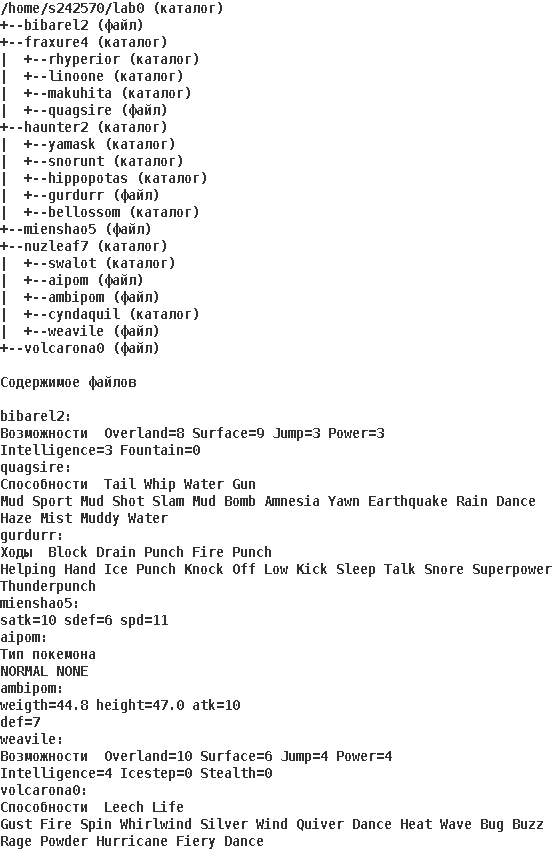 /home/s242570/lab0 (каталог)
+--bibarel2 (файл)
+--fraxure4 (каталог)
|  +--rhyperior (каталог)
|  +--linoone (каталог)
|  +--makuhita (каталог)
|  +--quagsire (файл)
+--haunter2 (каталог)
|  +--yamask (каталог)
|  +--snorunt (каталог)
|  +--hippopotas (каталог)
|  +--gurdurr (файл)
|  +--bellossom (каталог)
+--mienshao5 (файл)
+--nuzleaf7 (каталог)
|  +--swalot (каталог)
|  +--aipom (файл)
|  +--ambipom (файл)
|  +--cyndaquil (каталог)
|  +--weavile (файл)
+--volcarona0 (файл)

Содержимое файлов

bibarel2:
Возможности  Overland=8 Surface=9 Jump=3 Power=3
Intelligence=3 Fountain=0
quagsire:
Способности  Tail Whip Water Gun
Mud Sport Mud Shot Slam Mud Bomb Amnesia Yawn Earthquake Rain Dance
Haze Mist Muddy Water
gurdurr:
Ходы  Block Drain Punch Fire Punch
Helping Hand Ice Punch Knock Off Low Kick Sleep Talk Snore Superpower
Thunderpunch
mienshao5:
satk=10 sdef=6 spd=11
aipom:
Тип покемона
NORMAL NONE
ambipom:
weigth=44.8 height=47.0 atk=10
def=7
weavile:
Возможности  Overland=10 Surface=6 Jump=4 Power=4
Intelligence=4 Icestep=0 Stealth=0
volcarona0:
Способности  Leech Life
Gust Fire Spin Whirlwind Silver Wind Quiver Dance Heat Wave Bug Buzz
Rage Powder Hurricane Fiery Dance